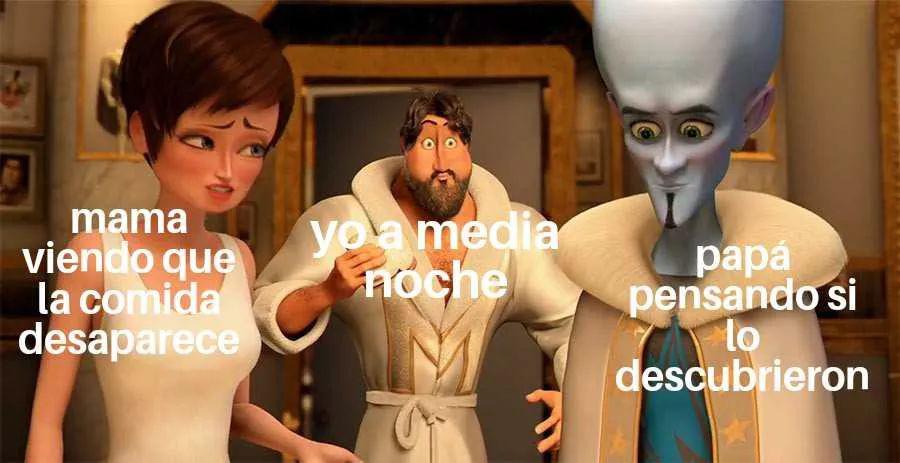 mama
viendo que
la comida
desaparece
yo a media
noche
papá
pensando si
lo
descubrieron